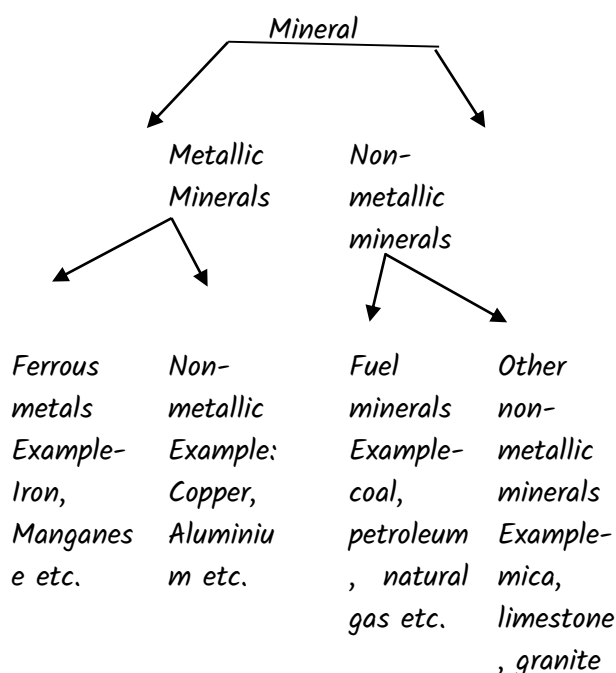 Mineral
Metallic
Minerals
Non-
metallic
minerals
Ferrous
metals
Example-
Iron,
Manganes
e etc.
Non-
metallic
Example:
Copper,
Aluminiu
m etc.
Fuel
minerals
Example-
coal,
petroleum
, natural
gas etc.
Other
non-
metallic
minerals
Example-
mica,
limestone
, granite